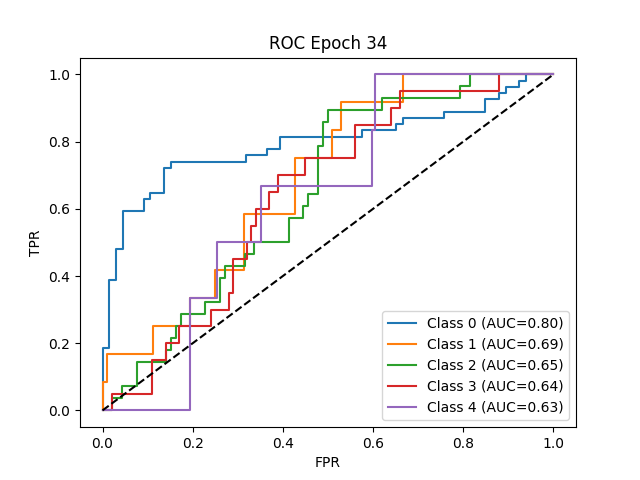 ROC Epoch 34
TPR
1.0
0.8
0.6
0.4
0.2
0.0
Class 0 (AUC=0.80)
Class 1 (AUC=0.69)
Class 2 (AUC=0.65)
Class 3 (AUC=0.64)
Class 4 (AUC=0.63)
0.0 0.2 0.4 0.6 0.8 1.0
FPR